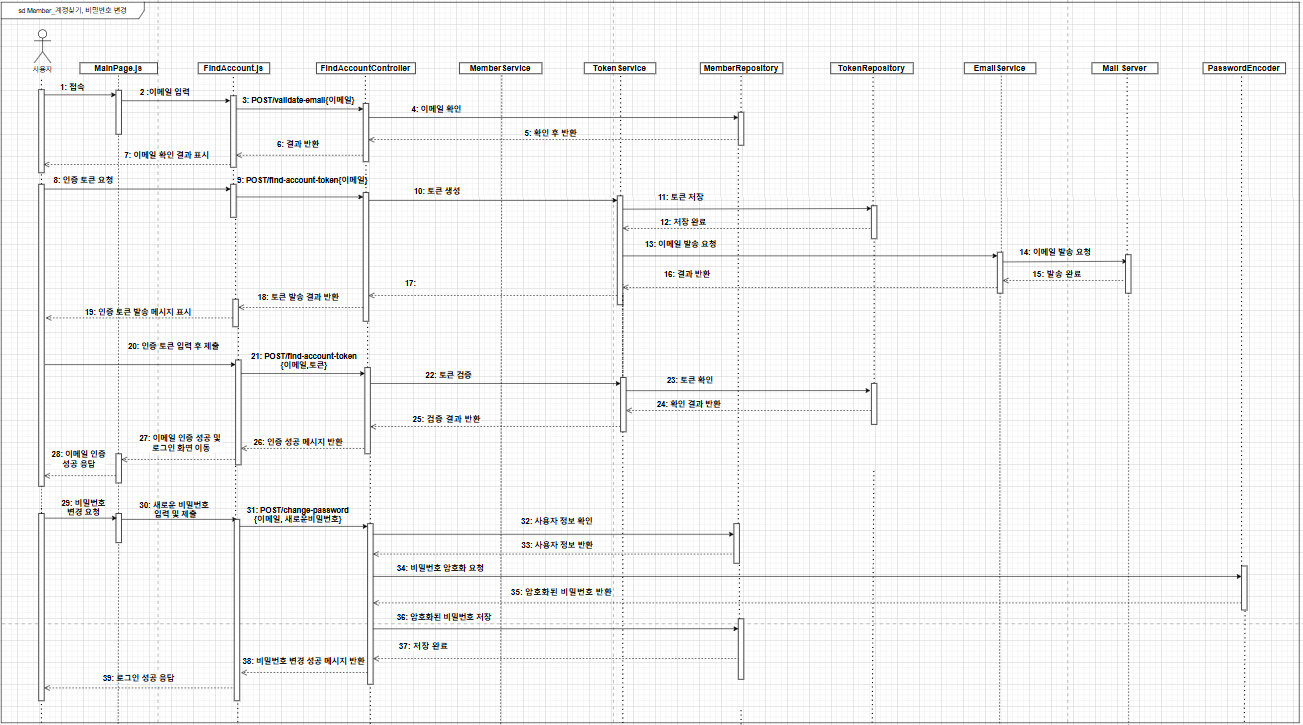 sd Member_계정찾기, 비밀번호 변경
사용자
MainPage.js
FindAccount.js
FindAccountController
MemberService
TokenService
MemberRepository
TokenRepository
EmailService
Mail Server
PasswordEncoder
1: 접속
2 :이메일 입력
3: POST/validate-email{이메일}
4: 이메일 확인
5: 확인 후 반환
6: 결과 반환
7: 이메일 확인 결과 표시
8: 인증 토큰 요청
9: POST/find-account-token{이메일}
10: 토큰 생성
11: 토큰 저장
12: 저장 완료
13: 이메일 발송 요청
14: 이메일 발송 요청
15: 발송 완료
16: 결과 반환
17:
18: 토큰 발송 결과 반환
19: 인증 토큰 발송 메시지 표시
20: 인증 토큰 입력 후 제출
21: POST/find-account-token
{이메일,토큰}
22: 토큰 검증
23: 토큰 확인
24: 확인 결과 반환
25: 검증 결과 반환
26: 인증 성공 메시지 반환
27: 이메일 인증 성공 및
로그인 화면 이동
28: 이메일 인증
성공 응답
29: 비밀번호
변경 요청
30: 새로운 비밀번호
입력 및 제출
31: POST/change-password
{이메일, 새로운비밀번호}
32: 사용자 정보 확인
33: 사용자 정보 반환
34: 비밀번호 암호화 요청
35: 암호화된 비밀번호 반환
36: 암호화된 비밀번호 저장
37: 저장 완료
38: 비밀번호 변경 성공 메시지 반환
39: 로그인 성공 응답